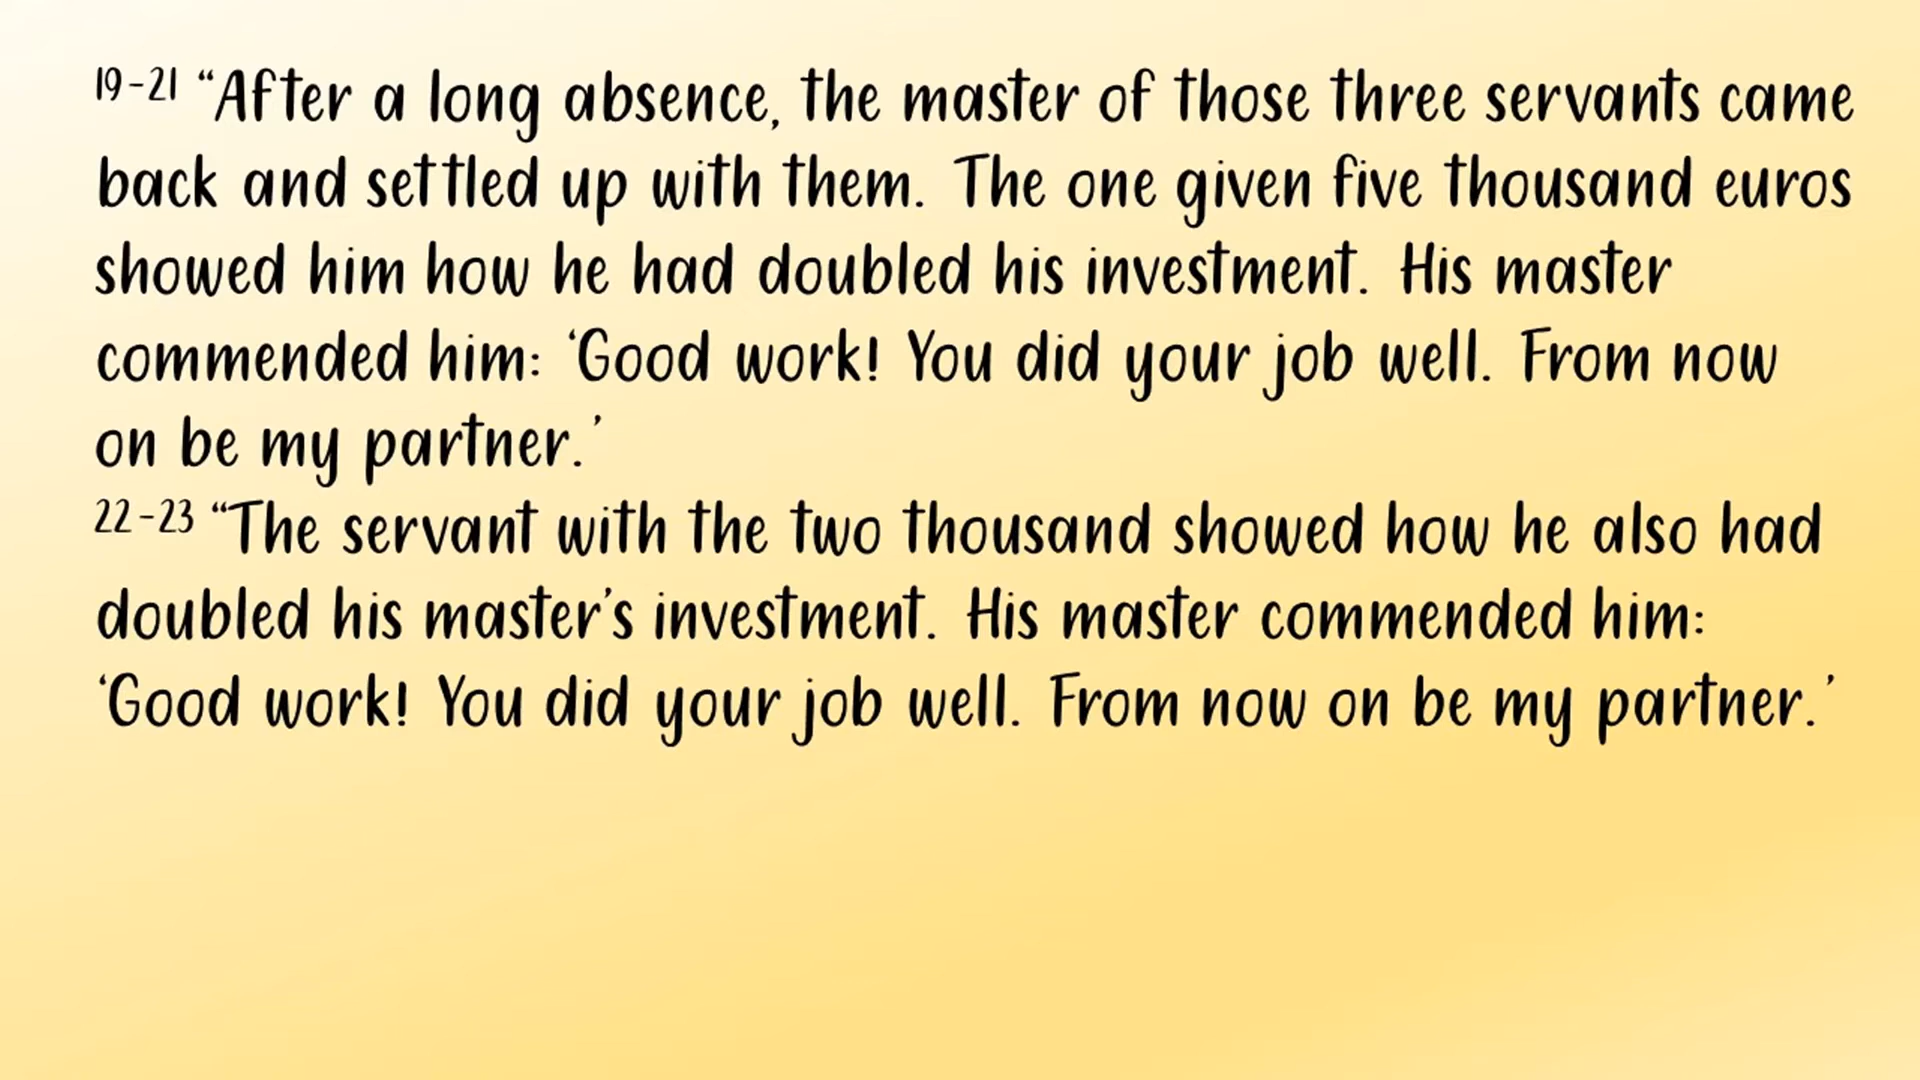 19-21 “After a long absence, the master of those three servants came
back and settled up with them. The one given five thousand euros
showed him how he had doubled his investment. His master
commended him: ‘Good work! You did your job well. From now
on be my partner.’
22-23 “The servant with the two thousand showed how he also had
doubled his master’s investment. His master commended him:
‘Good work! You did your job well. From now on be my partner.’